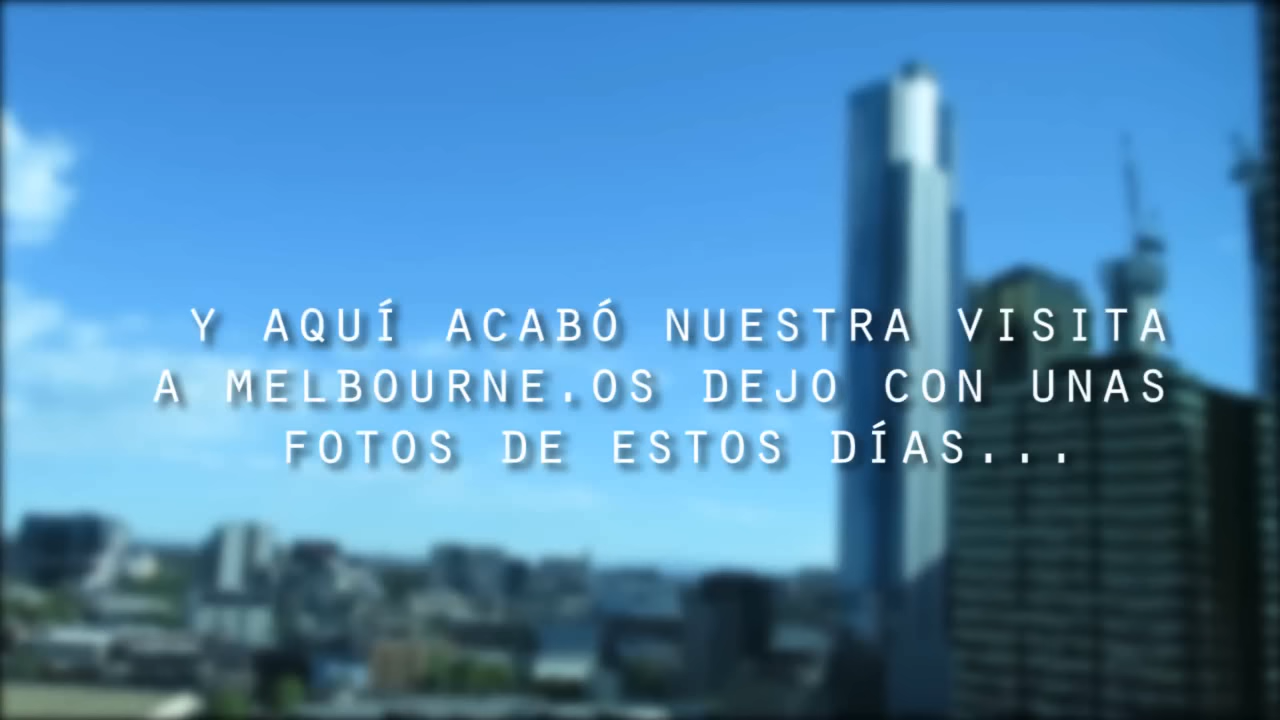 Y AQUÍ ACABÓ NUESTRA VISITA
A MELBOURNE.OS DEJO CON UNAS
FOTOS DE ESTOS DÍAS...